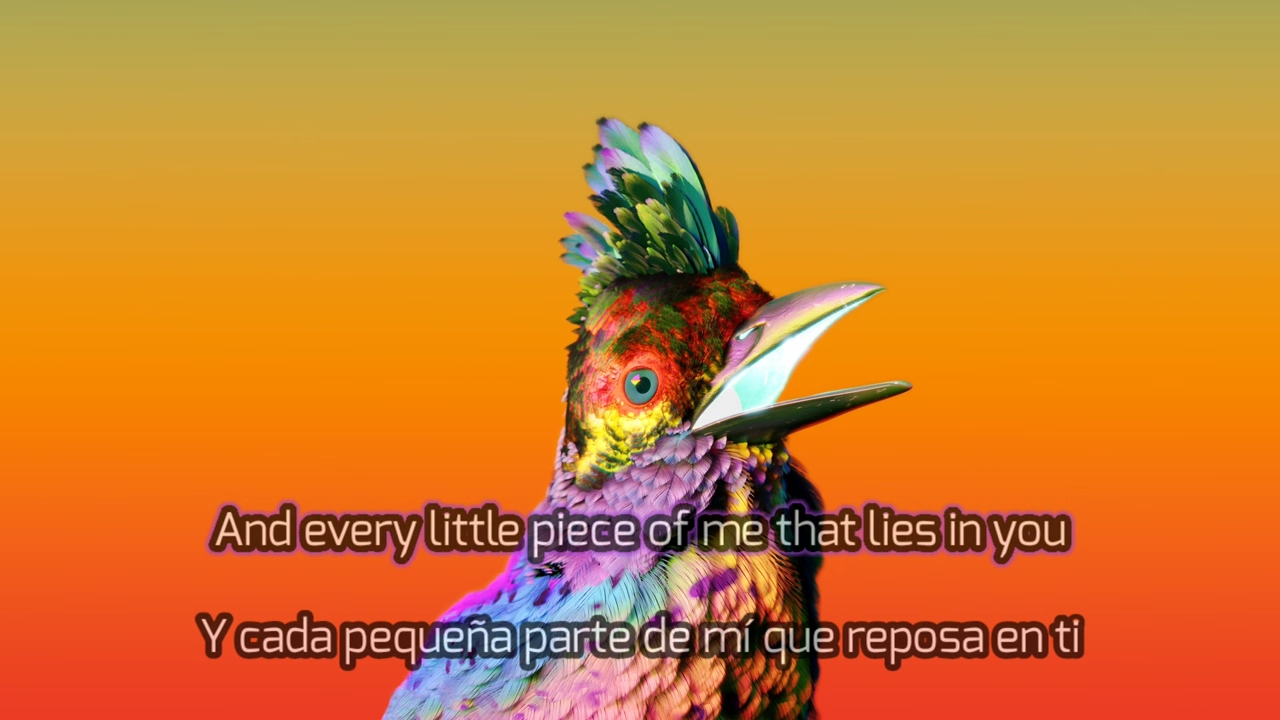 And every little piece of me that lies in you
Y cada pequeña parte de mí que reposa en ti